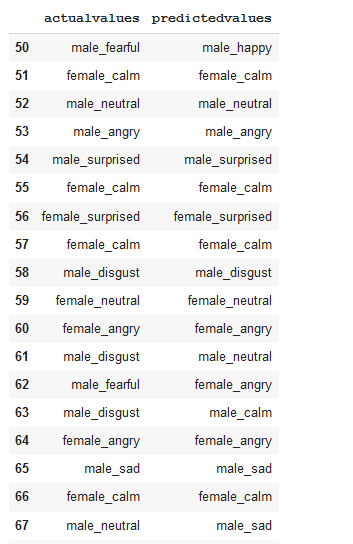 actualvalues predictedvalues
50 male_fearful male_happy
51 female_calm female_calm
52 male_neutral male_neutral
53 male_angry male_angry
54 male_surprised male_surprised
55 female_calm female_calm
56 female_surprised female_surprised
57 female_calm female_calm
58 male_disgust male_disgust
59 female_neutral female_neutral
60 female_angry female_angry
61 male_disgust male_neutral
62 male_fearful female_angry
63 male_disgust male_calm
64 female_angry female_angry
65 male_sad male_sad
66 female_calm female_calm
67 male_neutral male_sad